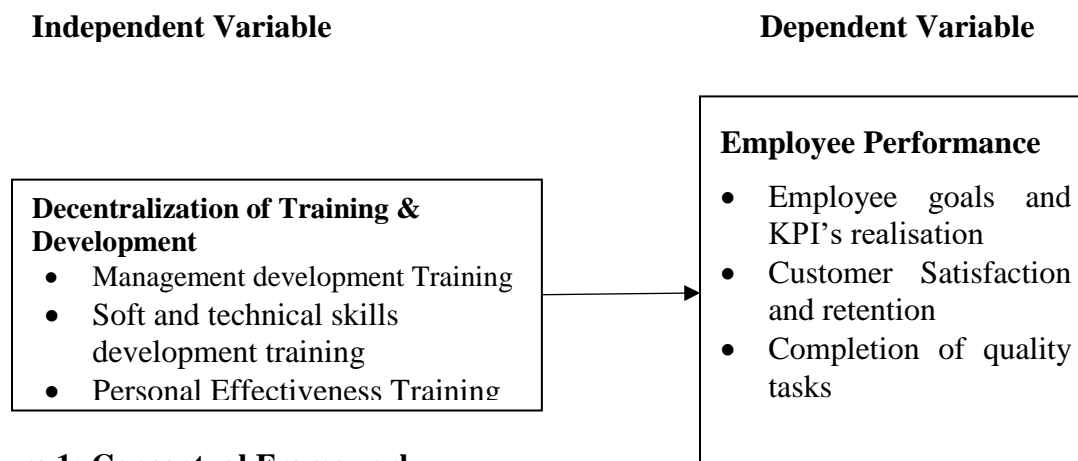 Independent Variable
Dependent Variable
Decentralization of Training &
Development
• Management development Training
• Soft and technical skills
development training
• Personal Effectiveness Training
Employee Performance
• Employee goals and
KPI's realisation
• Customer Satisfaction
and retention
• Completion of quality
tasks
1: Conceptual Framework